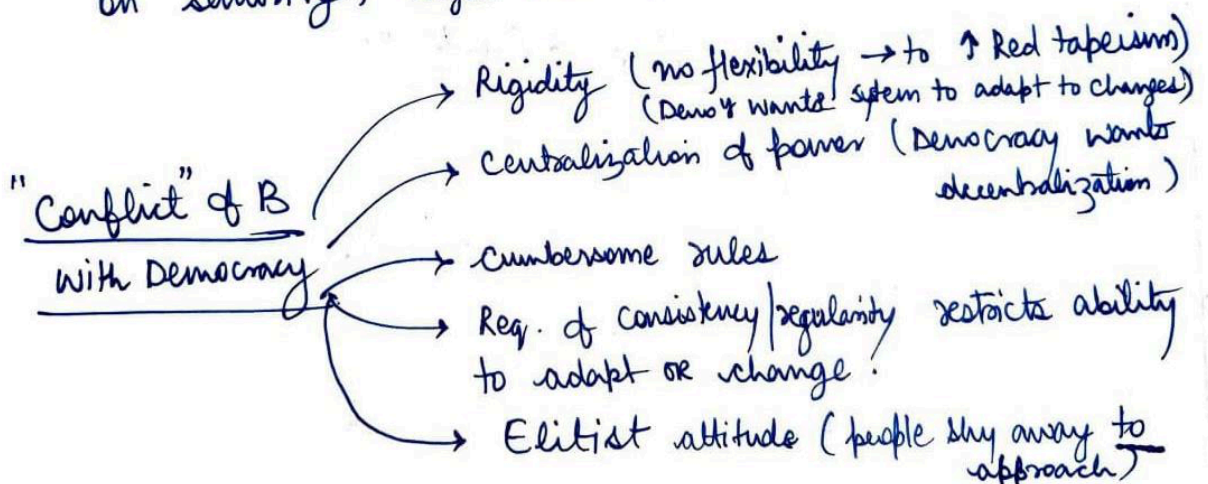 on
Rigidity (no flexibility → to ↑ Red tapeism)
(Demo'y wants sytem to adapt to changes)
Centralization of power (Democracy wants
decentralization)
"Conflict" of B
with Democracy
Cumbersome rules
Req. of consistency/regularity restricts ability
to adapt or change.
Elitist attitude (people shy away to
approach)